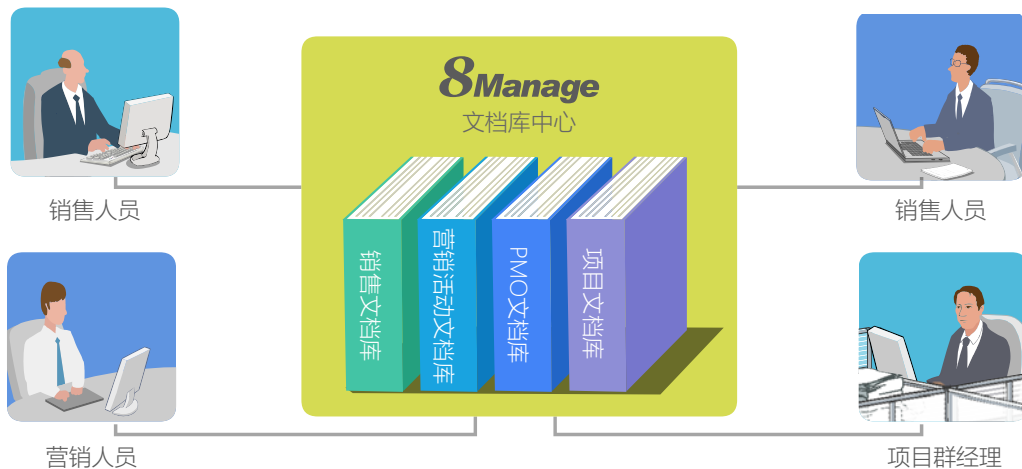 8Manage
文档库中心
销售文档库
营销活动文档库
PMO文档库
项目文档库
销售人员
销售人员
营销人员
项目群经理